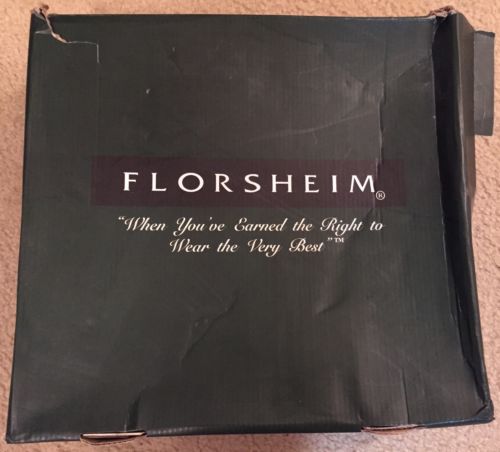 FLORSHEIM®
“When You've Earned the Right to
Wear the Very Best”™